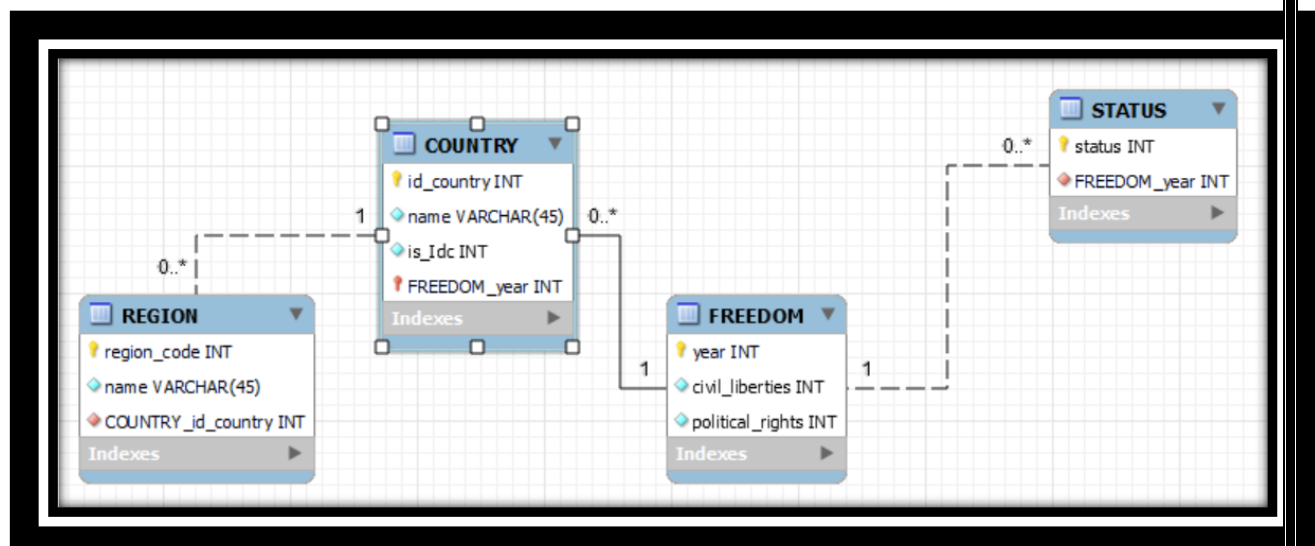 COUNTRY
id_country INT
name VARCHAR(45)
is_Idc INT
FREEDOM_year INT
Indexes
1
0..*
0..*
REGION
region_code INT
name VARCHAR(45)
COUNTRY_id_country INT
Indexes
FREEDOM
year INT
civil_liberties INT
political_rights INT
Indexes
1
1
0..*
STATUS
status INT
FREEDOM_year INT
Indexes